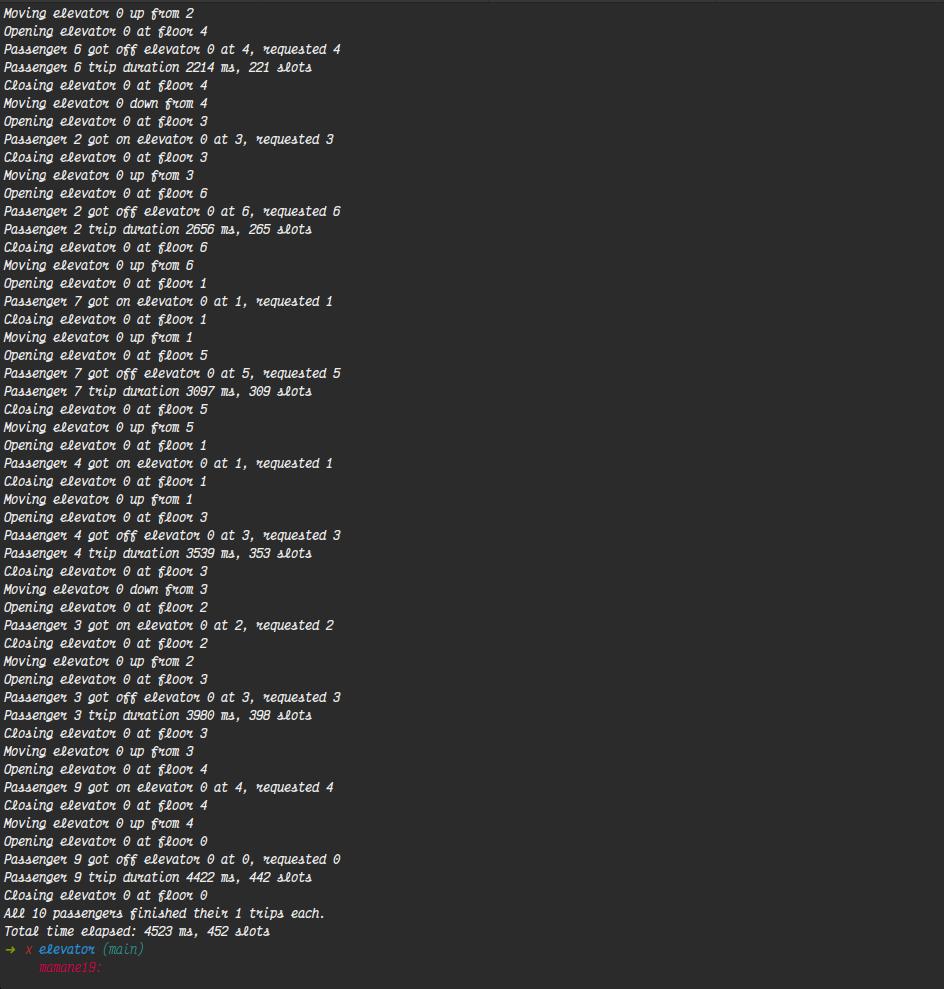 Moving elevator 0 up from 2
Opening elevator 0 at floor 4
Passenger 6 got off elevator 0 at 4, requested 4
Passenger 6 trip duration 2214 ms, 221 slots
Closing elevator 0 at floor 4
Moving elevator 0 down from 4
Opening elevator 0 at floor 3
Passenger 2 got on elevator 0 at 3, requested 3
Closing elevator 0 at floor 3
Moving elevator 0 up from 3
Opening elevator 0 at floor 6
Passenger 2 got off elevator 0 at 6, requested 6
Passenger 2 trip duration 2656 ms, 265 slots
Closing elevator 0 at floor 6
Moving elevator 0 up from 6
Opening elevator 0 at floor 1
Passenger 7 got on elevator 0 at 1, requested 1
Closing elevator 0 at floor 1
Moving elevator 0 up from 1
Opening elevator 0 at floor 5
Passenger 7 got off elevator 0 at 5, requested 5
Passenger 7 trip duration 3097 ms, 309 slots
Closing elevator 0 at floor 5
Moving elevator 0 up from 5
Opening elevator 0 at floor 1
Passenger 4 got on elevator 0 at 1, requested 1
Closing elevator 0 at floor 1
Moving elevator 0 up from 1
Opening elevator 0 at floor 3
Passenger 4 got off elevator 0 at 3, requested 3
Passenger 4 trip duration 3539 ms, 353 slots
Closing elevator 0 at floor 3
Moving elevator 0 down from 3
Opening elevator 0 at floor 2
Passenger 3 got on elevator 0 at 2, requested 2
Closing elevator 0 at floor 2
Moving elevator 0 up from 2
Opening elevator 0 at floor 3
Passenger 3 got off elevator 0 at 3, requested 3
Passenger 3 trip duration 3980 ms, 398 slots
Closing elevator 0 at floor 3
Moving elevator 0 up from 3
Opening elevator 0 at floor 4
Passenger 9 got on elevator 0 at 4, requested 4
Closing elevator 0 at floor 4
Moving elevator 0 up from 4
Opening elevator 0 at floor 0
Passenger 9 got off elevator 0 at 0, requested 0
Passenger 9 trip duration 4422 ms, 442 slots
Closing elevator 0 at floor 0
All 10 passengers finished their 1 trips each.
Total time elapsed: 4523 ms, 452 slots
→ x elevator (main)
mamane19: